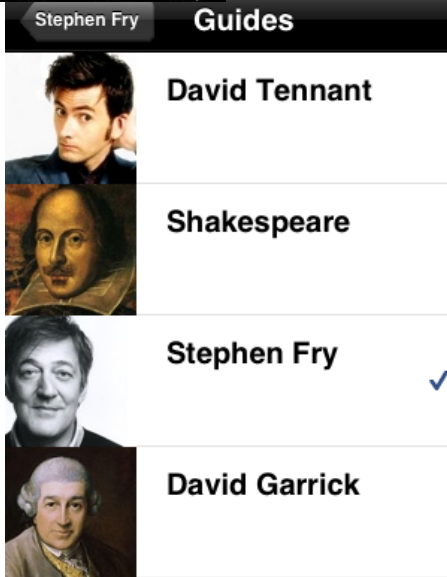 Stephen Fry Guides
David Tennant
Shakespeare
Stephen Fry
David Garrick